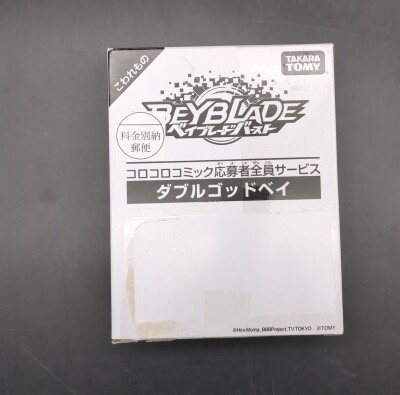 こわれもの
TAKARA
TOMY
BEYBLADE
ベイブレードバースト
料金別納
郵便
コロコロコミック応募者全員サービス
ダブルゴッドベイ
©Hiro Morita, BBBProject, TV TOKYO ©TOMY